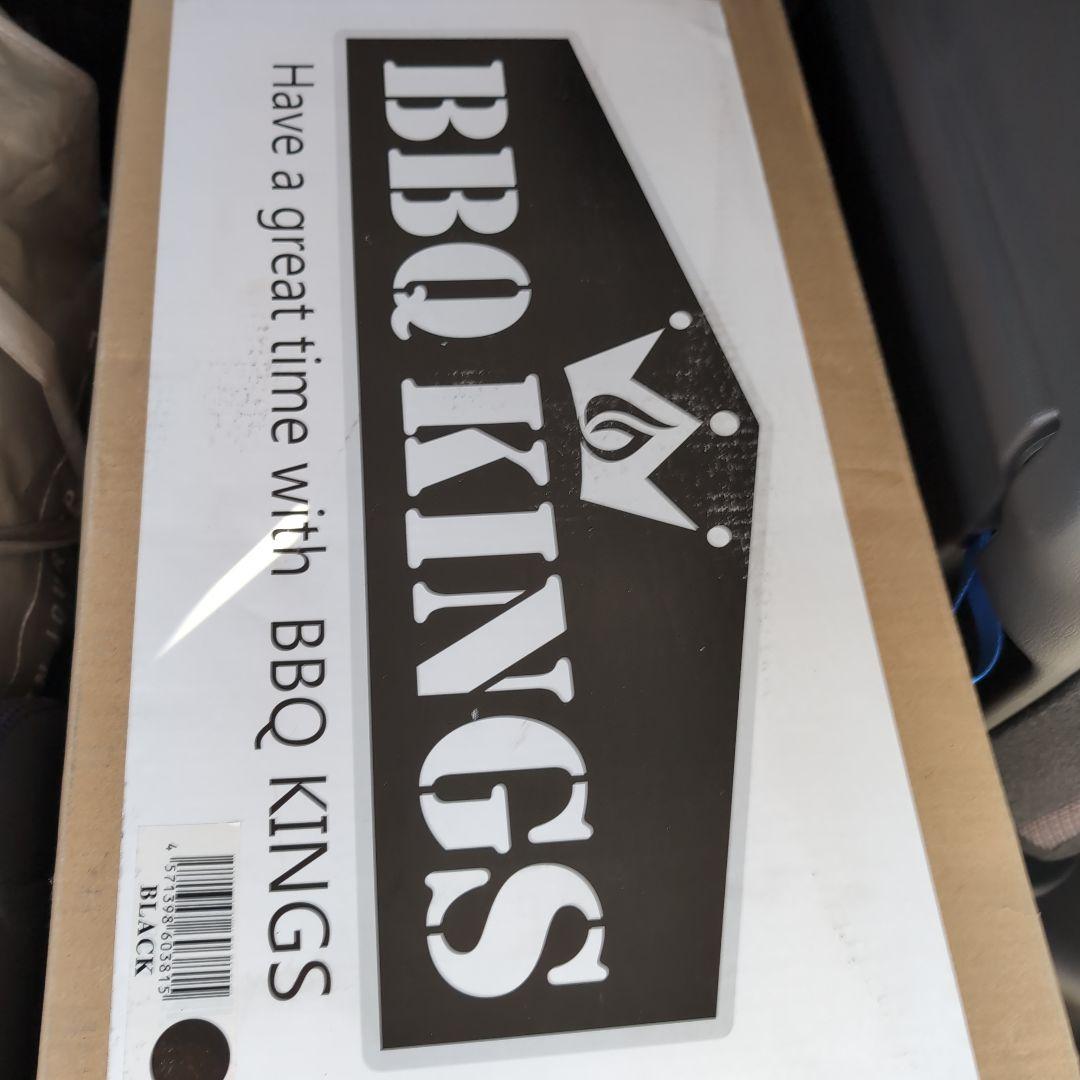 BBQ KINGS
Have a great time with BBQ KINGS
4 571398 603815
BLACK